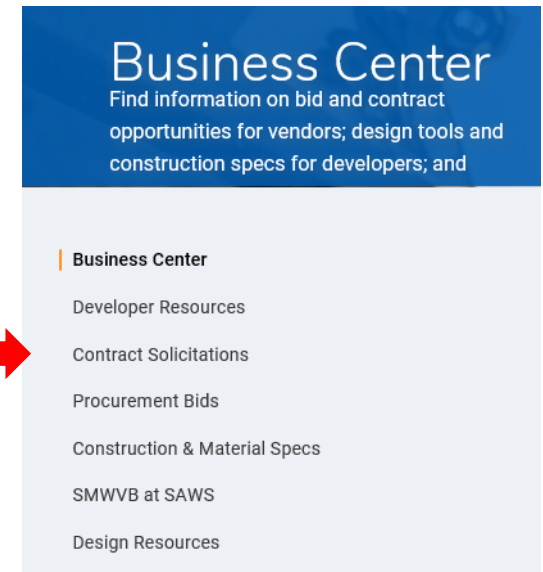 Business Center
Find information on bid and contract
opportunities for vendors; design tools and
construction specs for developers; and
Business Center
Developer Resources
Contract Solicitations
Procurement Bids
Construction & Material Specs
SMWVB at SAWS
Design Resources